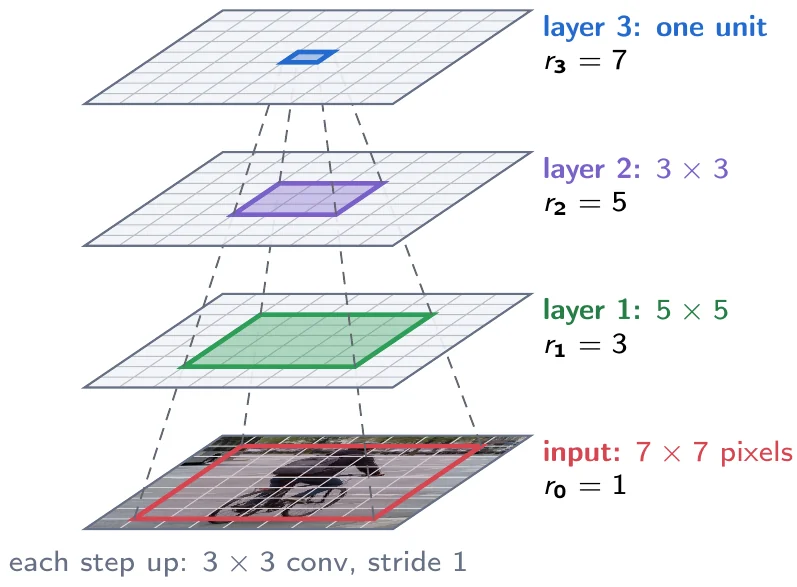 layer 3: one unit
r₃ = 7
layer 2: 3 × 3
r₂ = 5
layer 1: 5 × 5
r₁ = 3
input: 7 × 7 pixels
r₀ = 1
each step up: 3 × 3 conv, stride 1